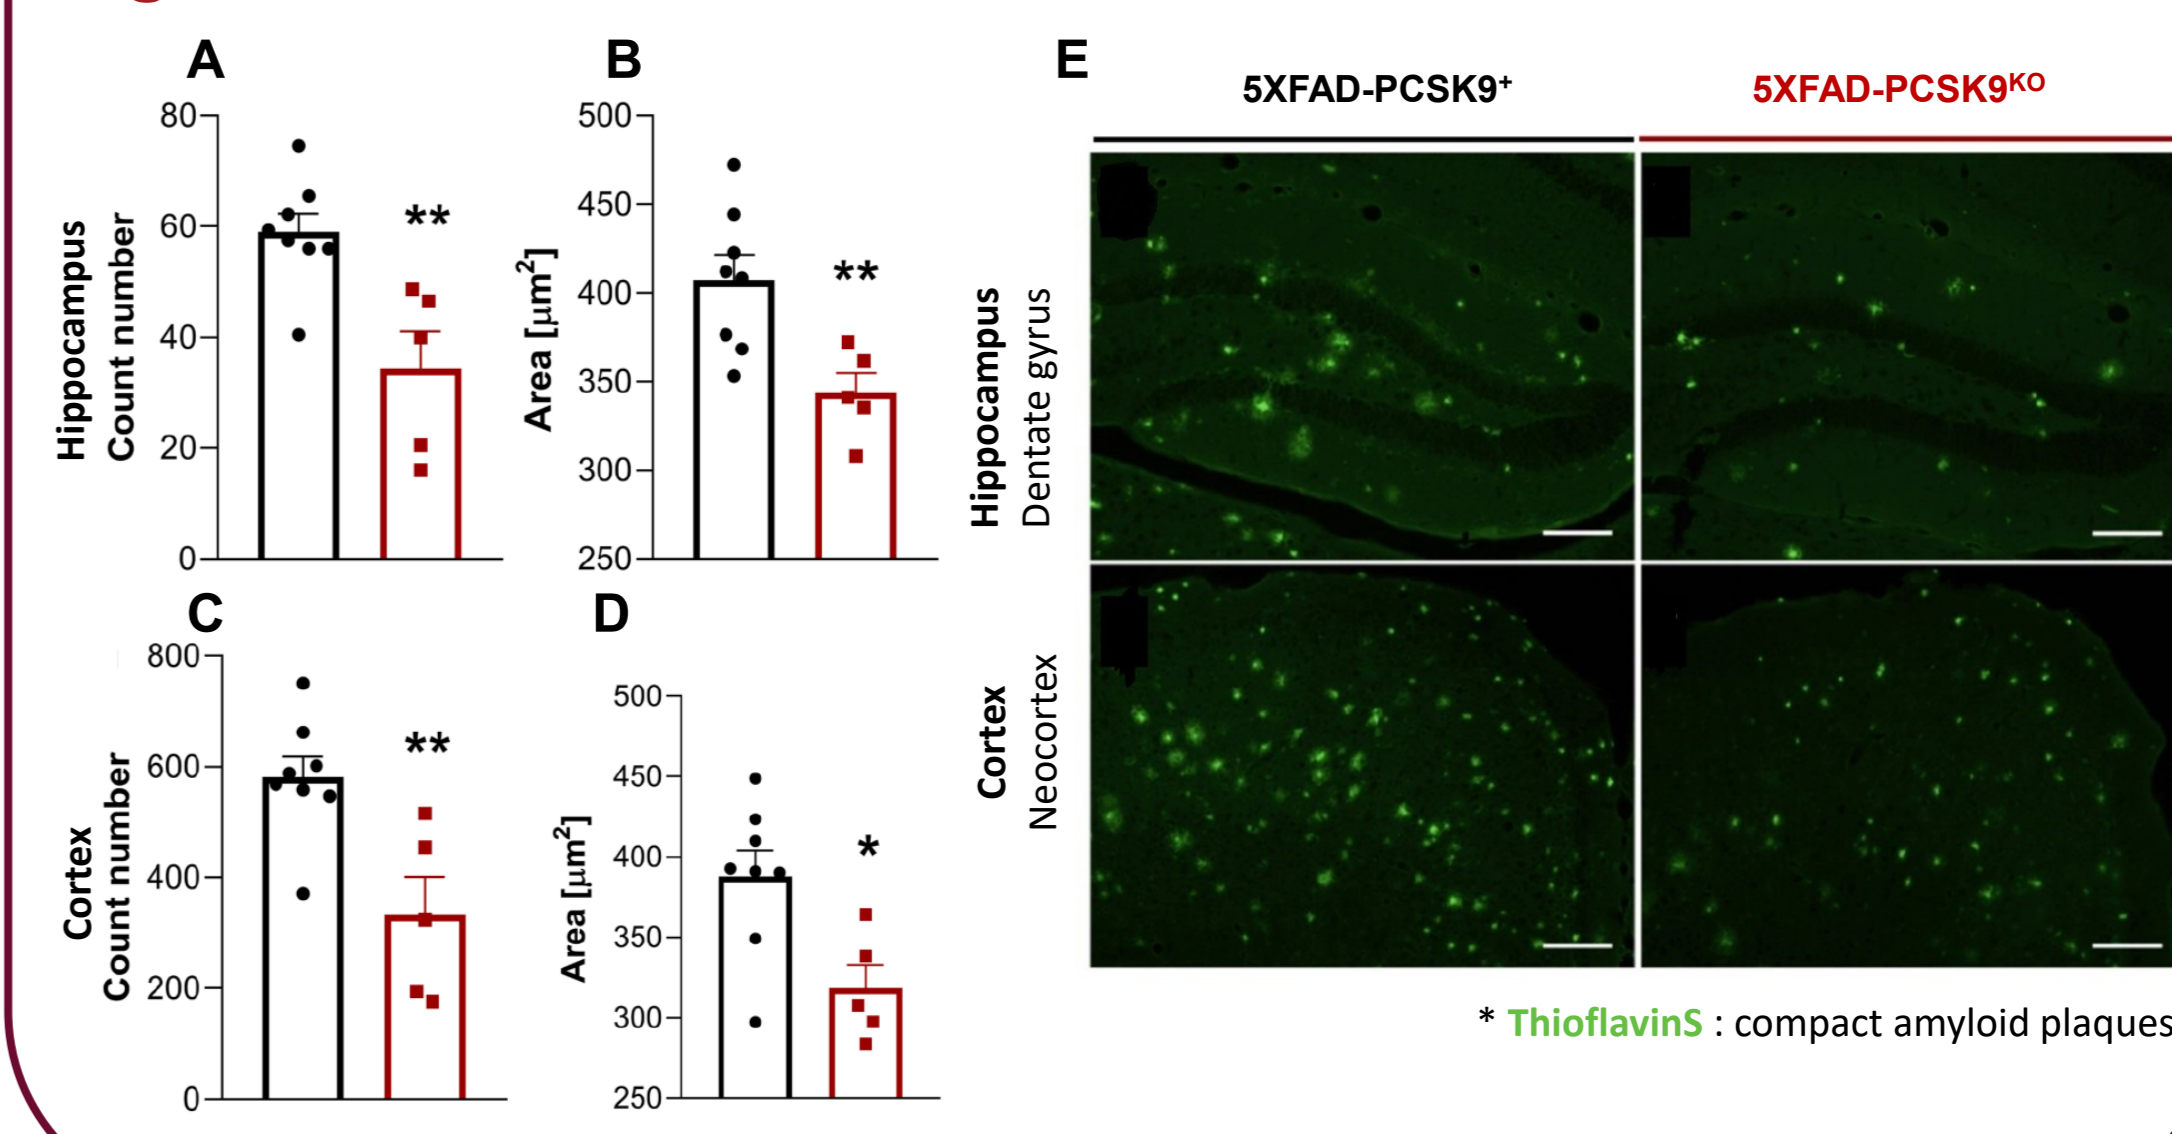 A
B
E
5XFAD-PCSK9⁺
5XFAD-PCSK9ᴷᴼ
Hippocampus
Count number
80
60
40
20
0
**
Area [µm²]
500
450
400
350
300
250
**
Hippocampus
Dentate gyrus
C
D
Cortex
Count number
800
600
400
200
0
**
Area [µm²]
500
450
400
350
300
250
*
Cortex
Neocortex
* ThioflavinS : compact amyloid plaques